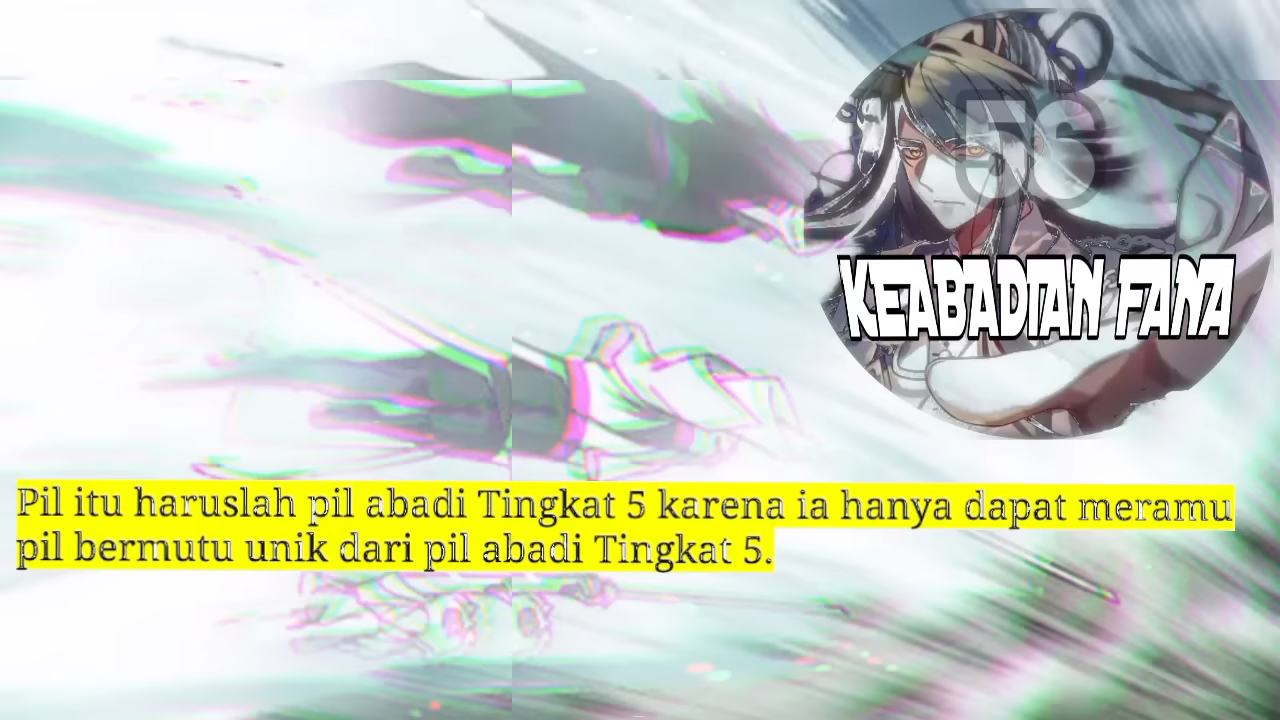 56
KEABADIAN FANA
Pil itu haruslah pil abadi Tingkat 5 karena ia hanya dapat meramu
pil bermutu unik dari pil abadi Tingkat 5.